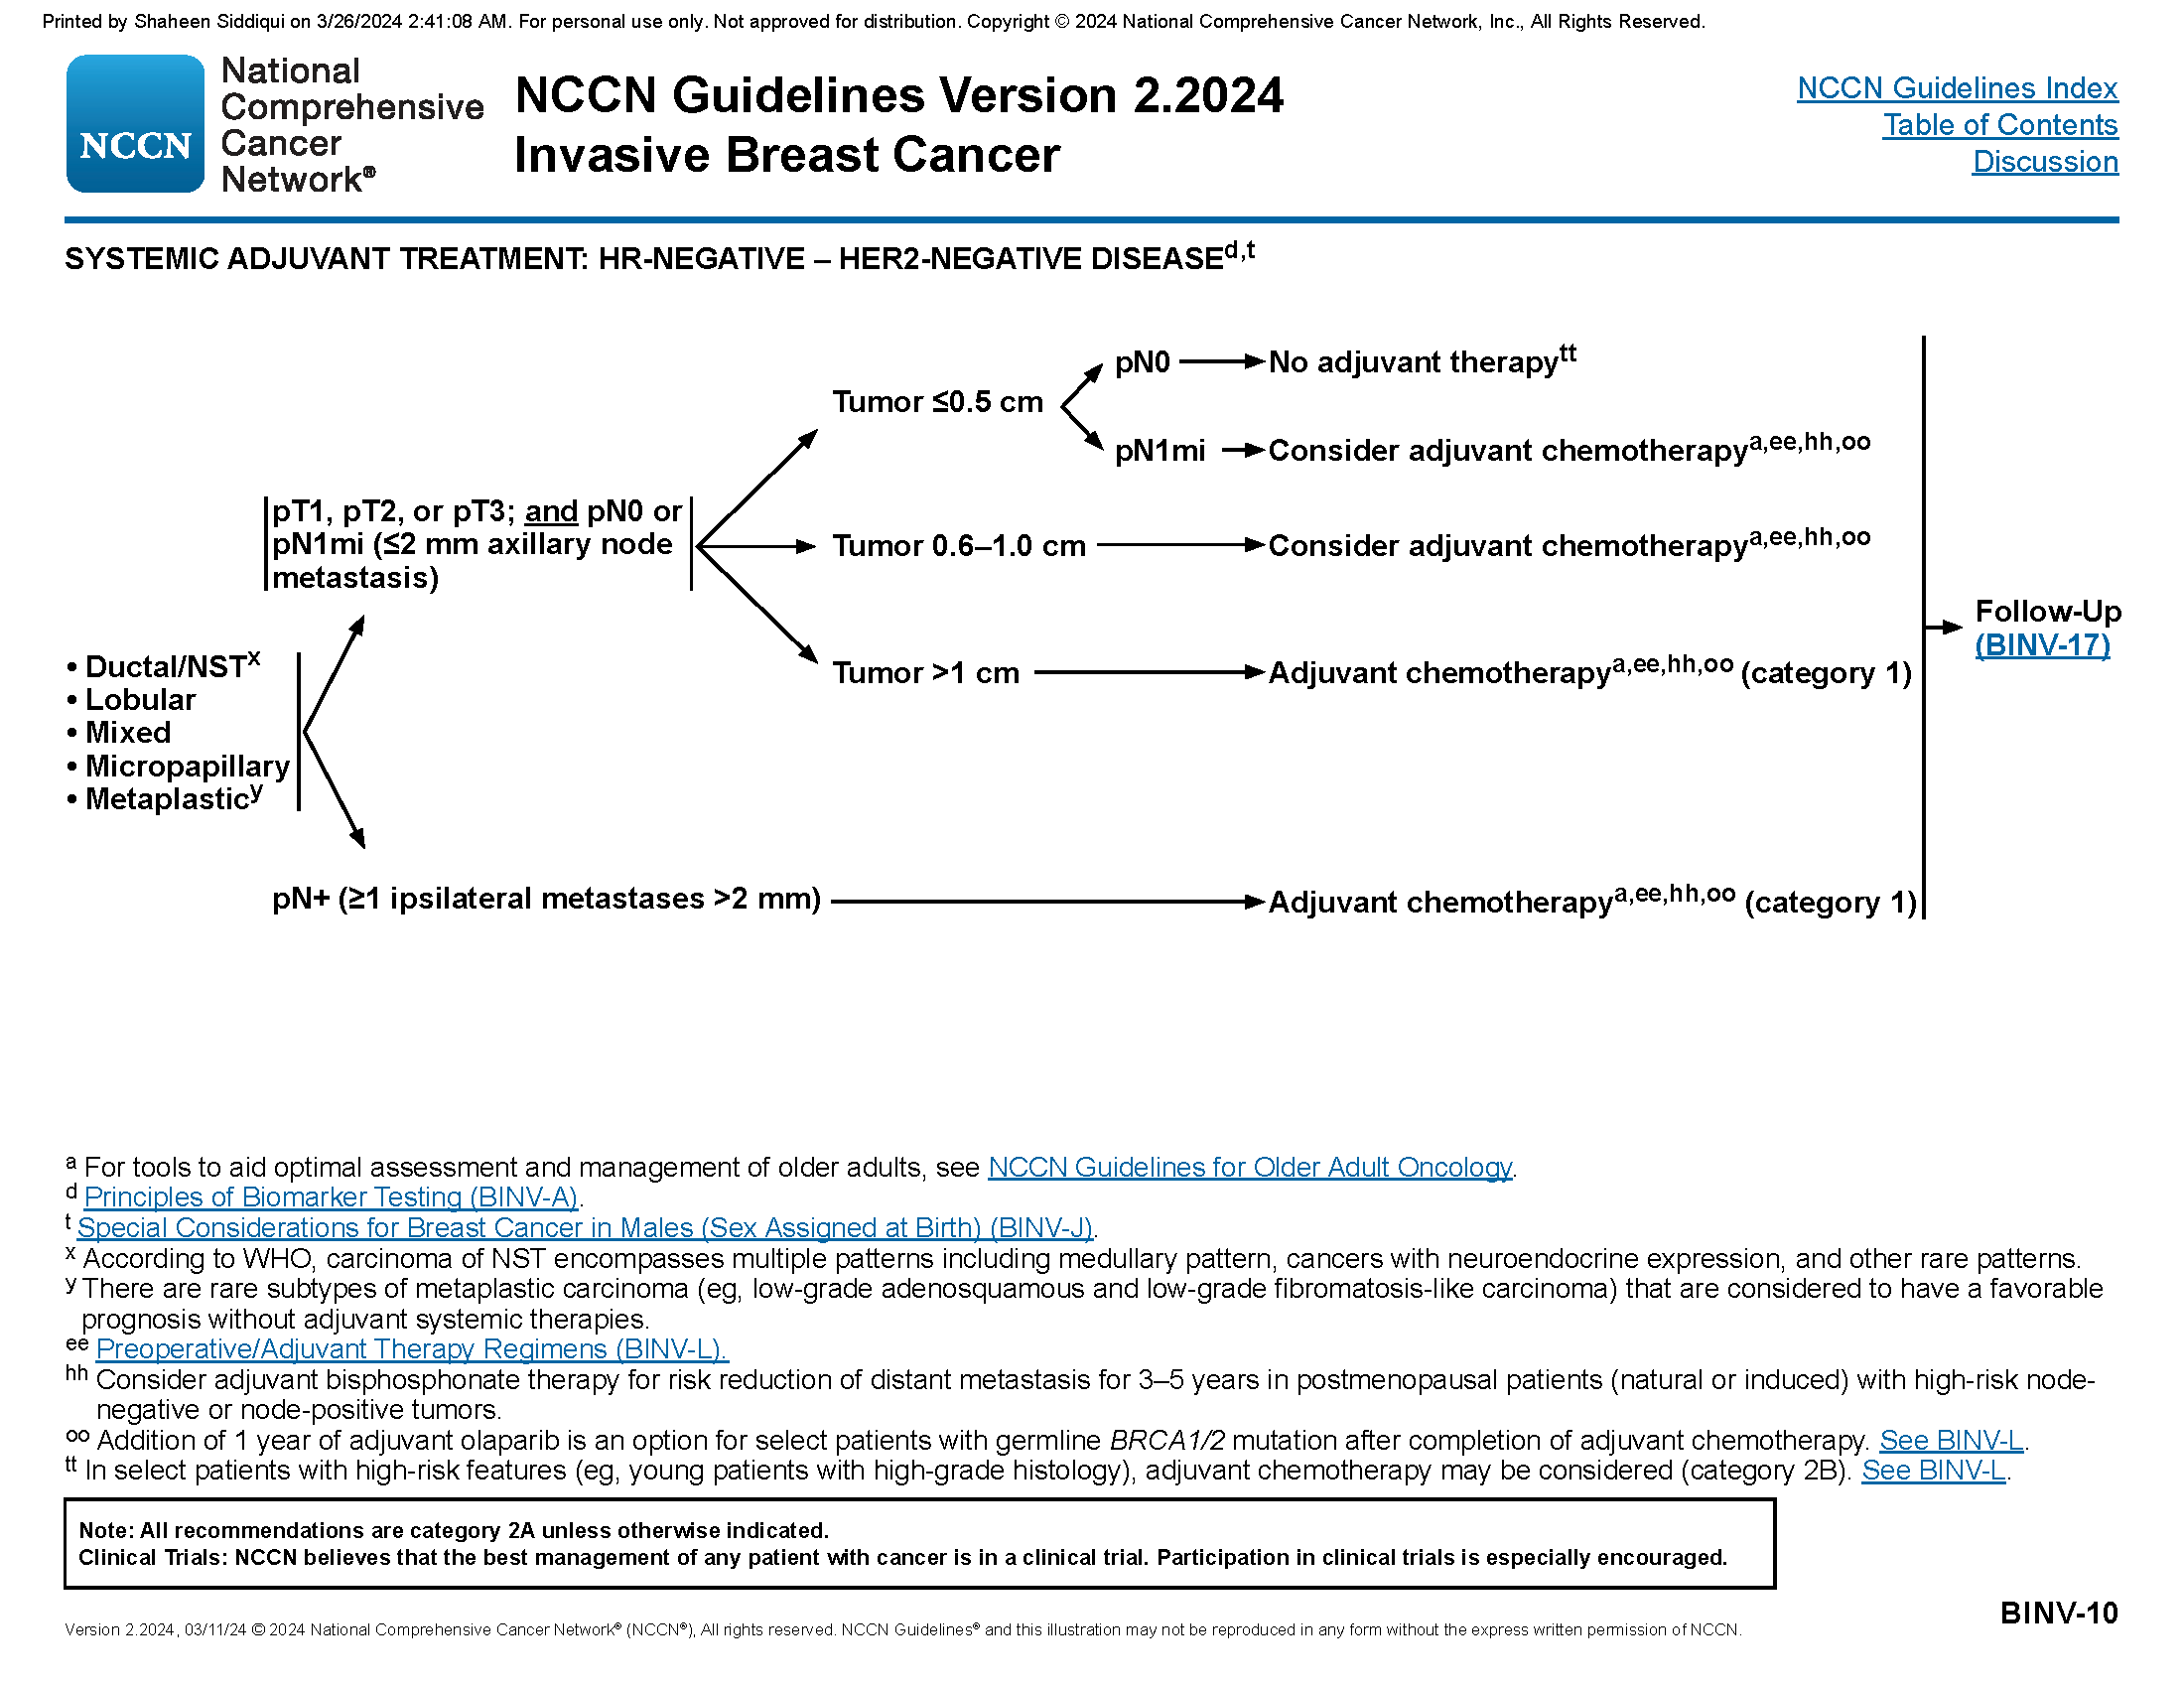 Printed by Shaheen Siddiqui on 3/26/2024 2:41:08 AM. For personal use only. Not approved for distribution. Copyright © 2024 National Comprehensive Cancer Network, Inc., All Rights Reserved.
NCCN
National
Comprehensive
Cancer
Network®
NCCN Guidelines Version 2.2024
Invasive Breast Cancer
NCCN Guidelines Index
Table of Contents
Discussion
SYSTEMIC ADJUVANT TREATMENT: HR-NEGATIVE – HER2-NEGATIVE DISEASEd,t
• Ductal/NSTx
• Lobular
• Mixed
• Micropapillary
• Metaplasticy
pT1, pT2, or pT3; and pN0 or
pN1mi (≤2 mm axillary node
metastasis)
Tumor ≤0.5 cm
pN0
No adjuvant therapytt
pN1mi
Consider adjuvant chemotherapya,ee,hh,oo
Tumor 0.6–1.0 cm
Consider adjuvant chemotherapya,ee,hh,oo
Tumor >1 cm
Adjuvant chemotherapya,ee,hh,oo (category 1)
pN+ (≥1 ipsilateral metastases >2 mm)
Adjuvant chemotherapya,ee,hh,oo (category 1)
Follow-Up
(BINV-17)
a For tools to aid optimal assessment and management of older adults, see NCCN Guidelines for Older Adult Oncology.
d Principles of Biomarker Testing (BINV-A).
t Special Considerations for Breast Cancer in Males (Sex Assigned at Birth) (BINV-J).
x According to WHO, carcinoma of NST encompasses multiple patterns including medullary pattern, cancers with neuroendocrine expression, and other rare patterns.
y There are rare subtypes of metaplastic carcinoma (eg, low-grade adenosquamous and low-grade fibromatosis-like carcinoma) that are considered to have a favorable
prognosis without adjuvant systemic therapies.
ee Preoperative/Adjuvant Therapy Regimens (BINV-L).
hh Consider adjuvant bisphosphonate therapy for risk reduction of distant metastasis for 3–5 years in postmenopausal patients (natural or induced) with high-risk node-
negative or node-positive tumors.
oo Addition of 1 year of adjuvant olaparib is an option for select patients with germline BRCA1/2 mutation after completion of adjuvant chemotherapy. See BINV-L.
tt In select patients with high-risk features (eg, young patients with high-grade histology), adjuvant chemotherapy may be considered (category 2B). See BINV-L.
Note: All recommendations are category 2A unless otherwise indicated.
Clinical Trials: NCCN believes that the best management of any patient with cancer is in a clinical trial. Participation in clinical trials is especially encouraged.
BINV-10
Version 2.2024, 03/11/24 © 2024 National Comprehensive Cancer Network® (NCCN®), All rights reserved. NCCN Guidelines® and this illustration may not be reproduced in any form without the express written permission of NCCN.